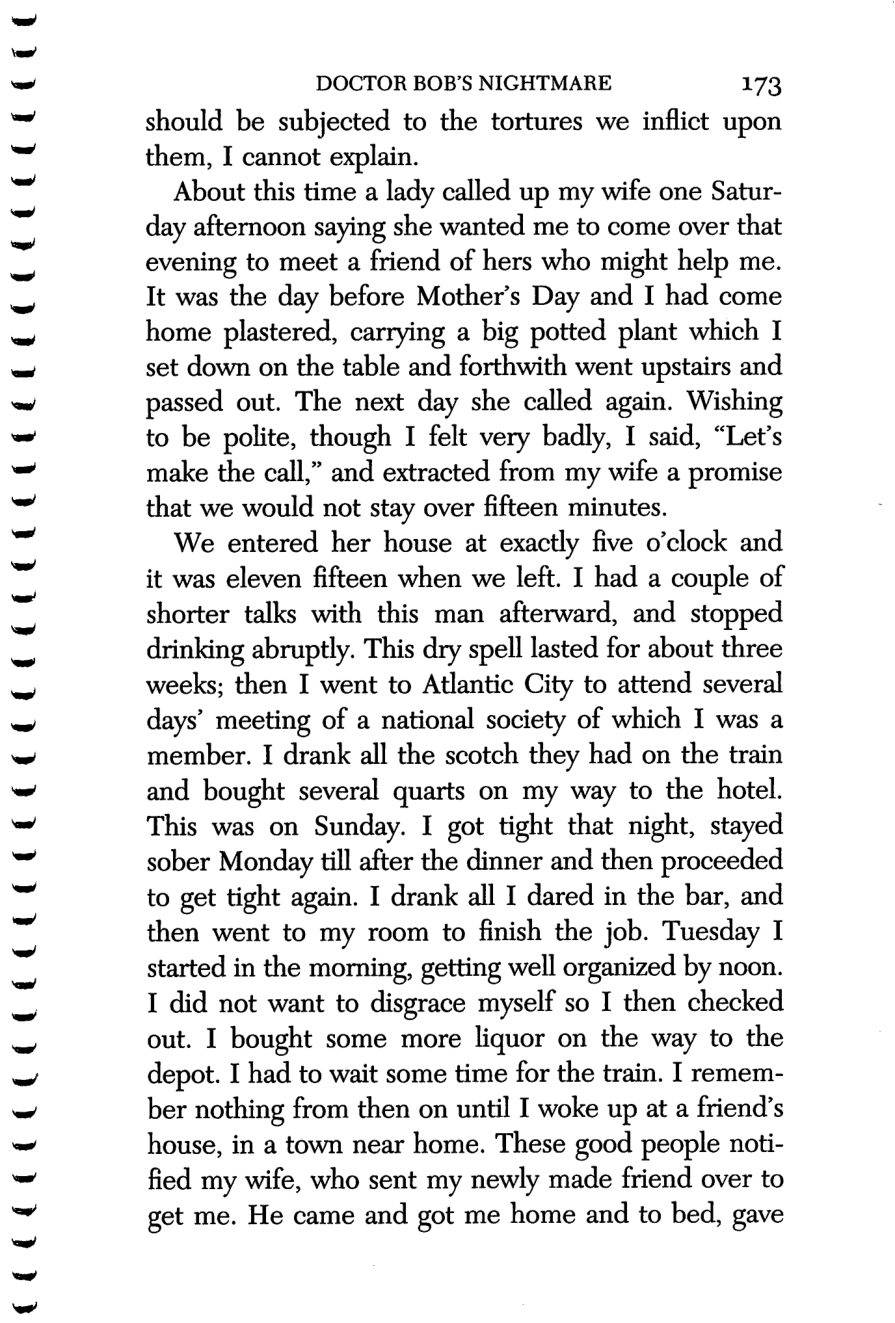 DOCTOR BOB'S NIGHTMARE 173
should be subjected to the tortures we inflict upon
them, I cannot explain.
About this time a lady called up my wife one Satur-
day afternoon saying she wanted me to come over that
evening to meet a friend of hers who might help me.
It was the day before Mother's Day and I had come
home plastered, carrying a big potted plant which I
set down on the table and forthwith went upstairs and
passed out. The next day she called again. Wishing
to be polite, though I felt very badly, I said, “Let's
make the call,” and extracted from my wife a promise
that we would not stay over fifteen minutes.
We entered her house at exactly five o'clock and
it was eleven fifteen when we left. I had a couple of
shorter talks with this man afterward, and stopped
drinking abruptly. This dry spell lasted for about three
weeks; then I went to Atlantic City to attend several
days' meeting of a national society of which I was a
member. I drank all the scotch they had on the train
and bought several quarts on my way to the hotel.
This was on Sunday. I got tight that night, stayed
sober Monday till after the dinner and then proceeded
to get tight again. I drank all I dared in the bar, and
then went to my room to finish the job. Tuesday I
started in the morning, getting well organized by noon.
I did not want to disgrace myself so I then checked
out. I bought some more liquor on the way to the
depot. I had to wait some time for the train. I remem-
ber nothing from then on until I woke up at a friend's
house, in a town near home. These good people noti-
fied my wife, who sent my newly made friend over to
get me. He came and got me home and to bed, gave